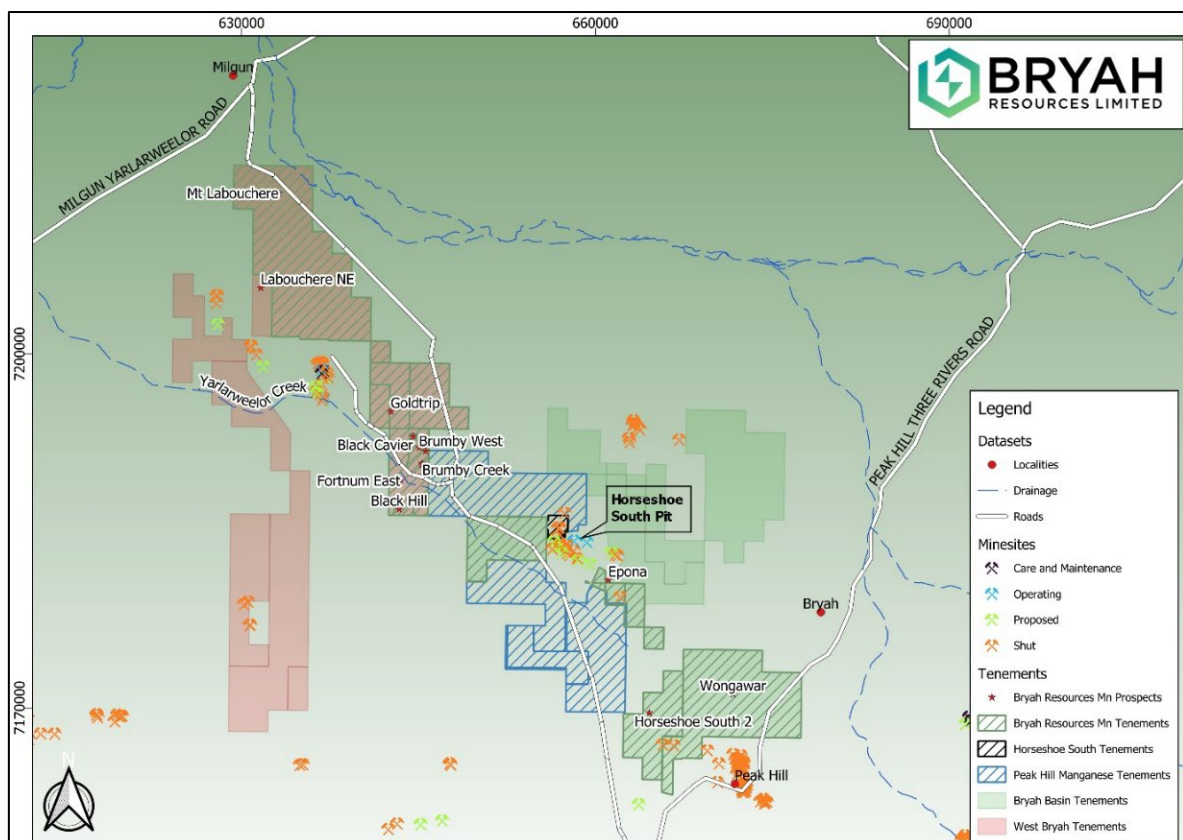 630000
660000
690000
Milgun
MILGUN YARLARWEELOR ROAD
BRYAH
RESOURCES LIMITED
Mt Labouchere
Labouchere NE
7200000
Yarlarweelor Creek
Goldtrip
Black Cavier
Brumby West
Fortnum East
Brumby Creek
Black Hill
Horseshoe
South Pit
Epona
Bryah
PEAK HILL THREE RIVERS ROAD
Wongawar
Horseshoe South 2
Peak Hill
7170000
N
Legend
Datasets
Localities
Drainage
Roads
Minesites
Care and Maintenance
Operating
Proposed
Shut
Tenements
Bryah Resources Mn Prospects
Bryah Resources Mn Tenements
Horseshoe South Tenements
Peak Hill Manganese Tenements
Bryah Basin Tenements
West Bryah Tenements